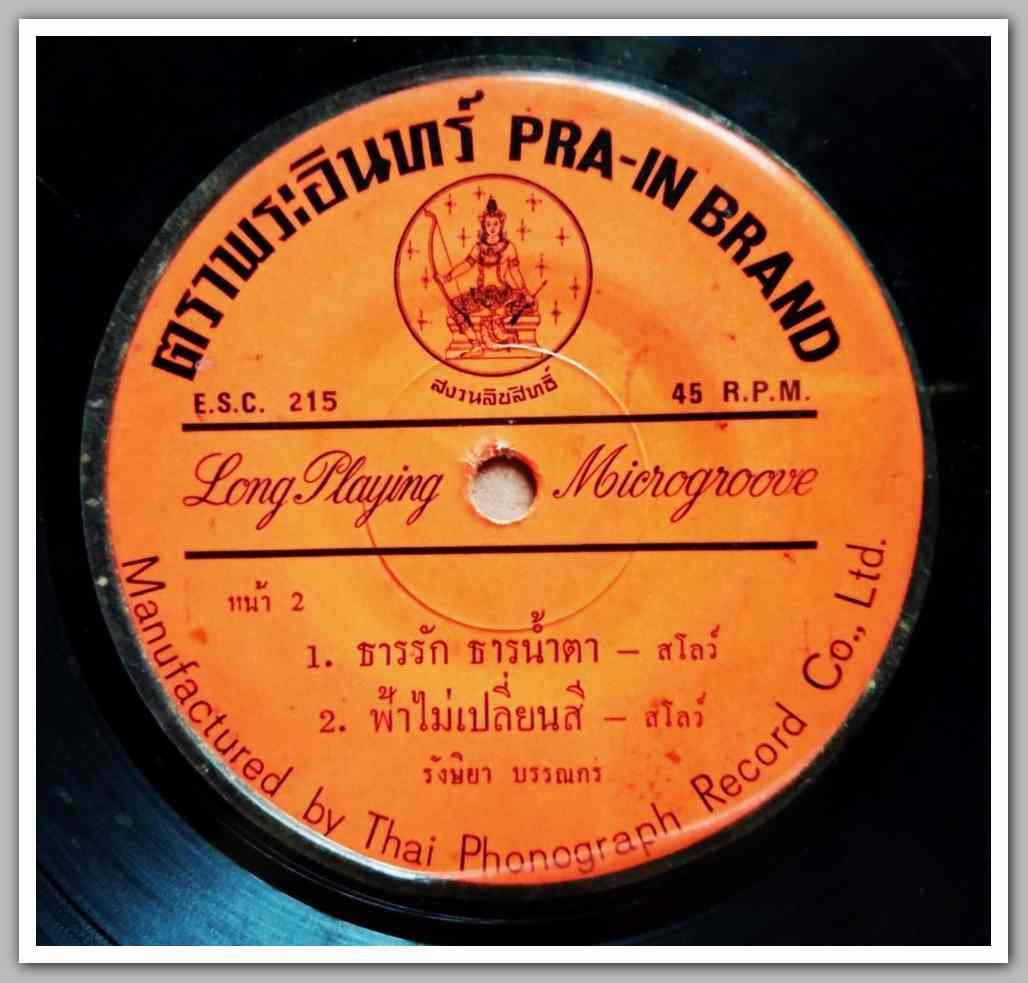 ตราพระอินทร์ PRA-IN BRAND
สงวนลิขสิทธิ์
E.S.C. 215 45 R.P.M.
Long Playing Microgroove
หน้า 2
1. ธารรัก ธารน้ำตา – สโลว์
2. ฟ้าไม่เปลี่ยนสี – สโลว์
รังษิยา บรรณกร
Manufactured by Thai Phonograph Record Co., Ltd.